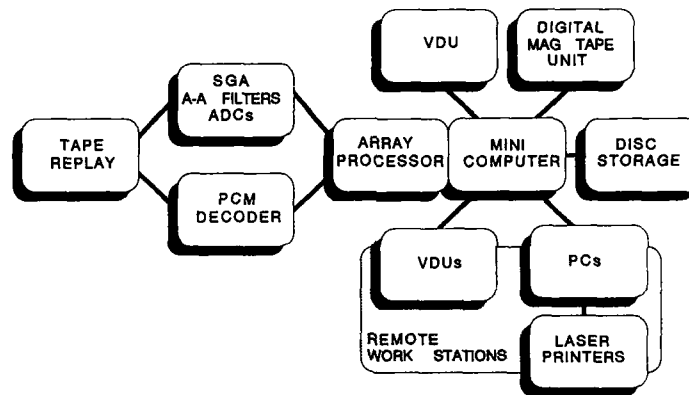 VDU
DIGITAL
MAG TAPE
UNIT
SGA
A-A FILTERS
ADCs
TAPE
REPLAY
ARRAY
PROCESSOR
MINI
COMPUTER
DISC
STORAGE
PCM
DECODER
VDUs
PCs
REMOTE
WORK STATIONS
LASER
PRINTERS